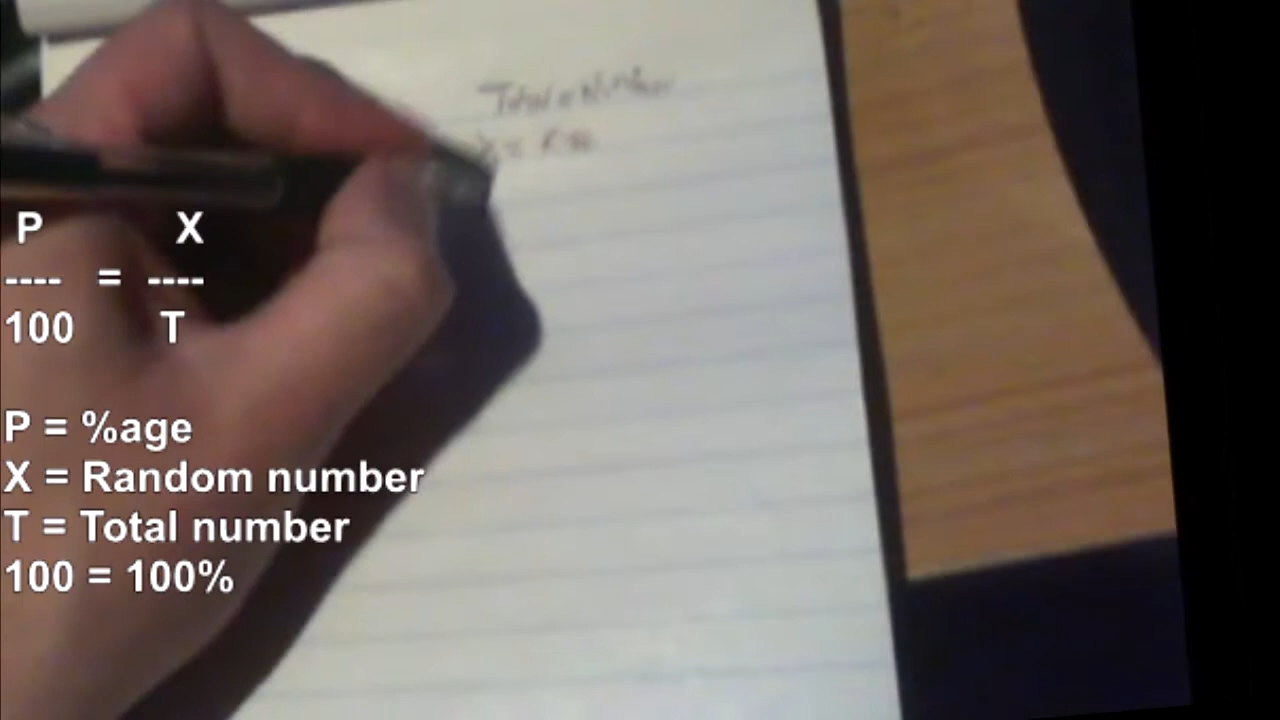 P X
---- = ----
100 T
P = %age
X = Random number
T = Total number
100 = 100%